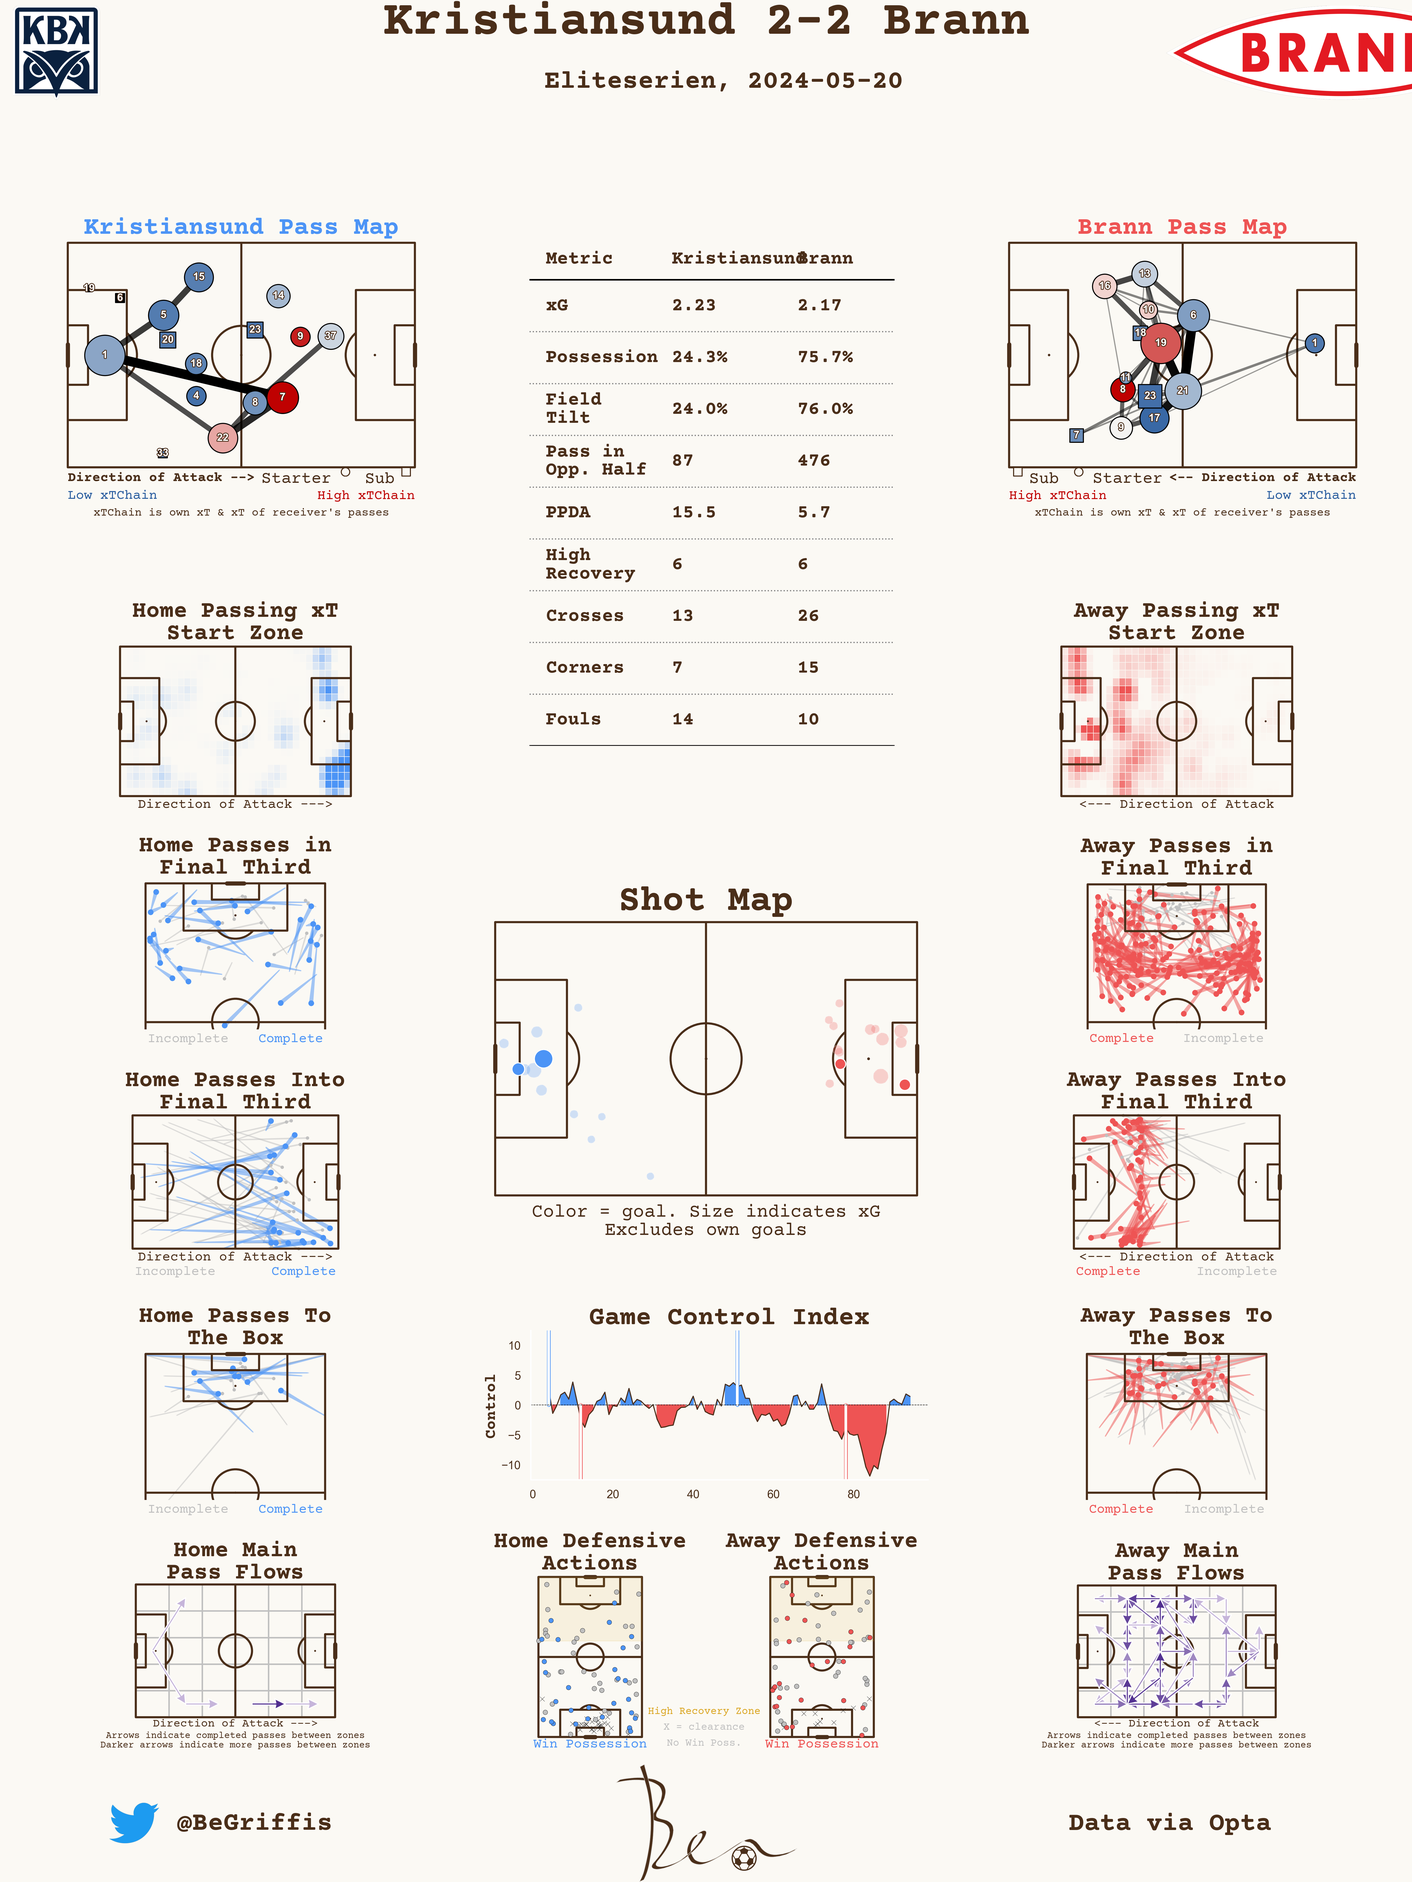 KBK
Kristiansund 2-2 Brann
BRANN
Eliteserien, 2024-05-20
Kristiansund Pass Map
19
6
15
14
5
20
23
9
37
1
18
4
8
7
22
33
Direction of Attack --> Starter Sub
Low xTChain High xTChain
xTChain is own xT & xT of receiver's passes
Metric Kristiansund Brann
xG 2.23 2.17
Possession 24.3% 75.7%
Field
Tilt 24.0% 76.0%
Pass in
Opp. Half 87 476
PPDA 15.5 5.7
High
Recovery 6 6
Crosses 13 26
Corners 7 15
Fouls 14 10
Brann Pass Map
13
16
10
6
18
19
1
11
8
23
21
17
9
7
Sub Starter <-- Direction of Attack
High xTChain Low xTChain
xTChain is own xT & xT of receiver's passes
Home Passing xT
Start Zone
Direction of Attack --->
Away Passing xT
Start Zone
<--- Direction of Attack
Home Passes in
Final Third
Incomplete Complete
Away Passes in
Final Third
Complete Incomplete
Shot Map
Color = goal. Size indicates xG
Excludes own goals
Home Passes Into
Final Third
Direction of Attack --->
Incomplete Complete
Away Passes Into
Final Third
<--- Direction of Attack
Complete Incomplete
Home Passes To
The Box
Incomplete Complete
Game Control Index
Control
10
5
0
−5
−10
0 20 40 60 80
Away Passes To
The Box
Complete Incomplete
Home Main
Pass Flows
Direction of Attack --->
Arrows indicate completed passes between zones
Darker arrows indicate more passes between zones
Home Defensive
Actions
Win Possession
Away Defensive
Actions
Win Possession
High Recovery Zone
X = clearance
No Win Poss.
Away Main
Pass Flows
<--- Direction of Attack
Arrows indicate completed passes between zones
Darker arrows indicate more passes between zones
@BeGriffis
Ben
Data via Opta